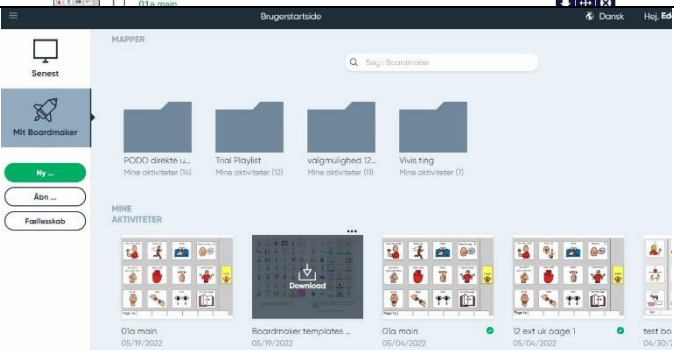 01a main
Brugerstartside
Dansk
Hej, Ed
MAPPER
Søg i Boardmaker
Senest
Mit Boardmaker
Ny ...
Åbn ...
Fællesskab
PODD direkte u...
Mine aktiviteter (14)
Trial Playlist
Mine aktiviteter (12)
valgmulighed 12...
Mine aktiviteter (11)
Vivis ting
Mine aktiviteter (7)
MINE
AKTIVITETER
Download
01a main
05/19/2022
Boardmaker templates ...
05/19/2022
01a main
05/04/2022
12 ext uk page 1
05/04/2022
test bo
04/30/2